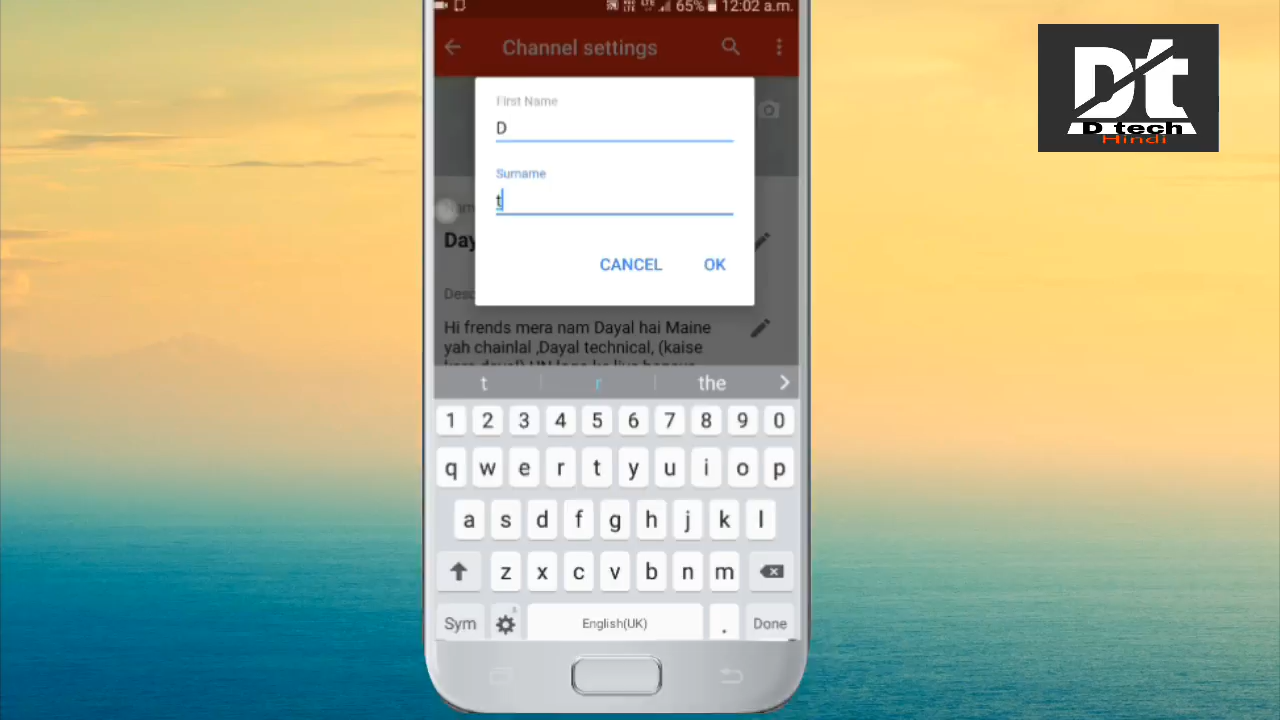 65% 12:02 a.m.
Channel settings
First Name
D
Surname
t
Day
CANCEL OK
Desc
Hi frends mera nam Dayal hai Maine
yah chainlal ,Dayal technical, (kaise
t r the
1 2 3 4 5 6 7 8 9 0
q w e r t y u i o p
a s d f g h j k l
z x c v b n m
Sym English(UK) . Done
Dt
D tech
Hindi